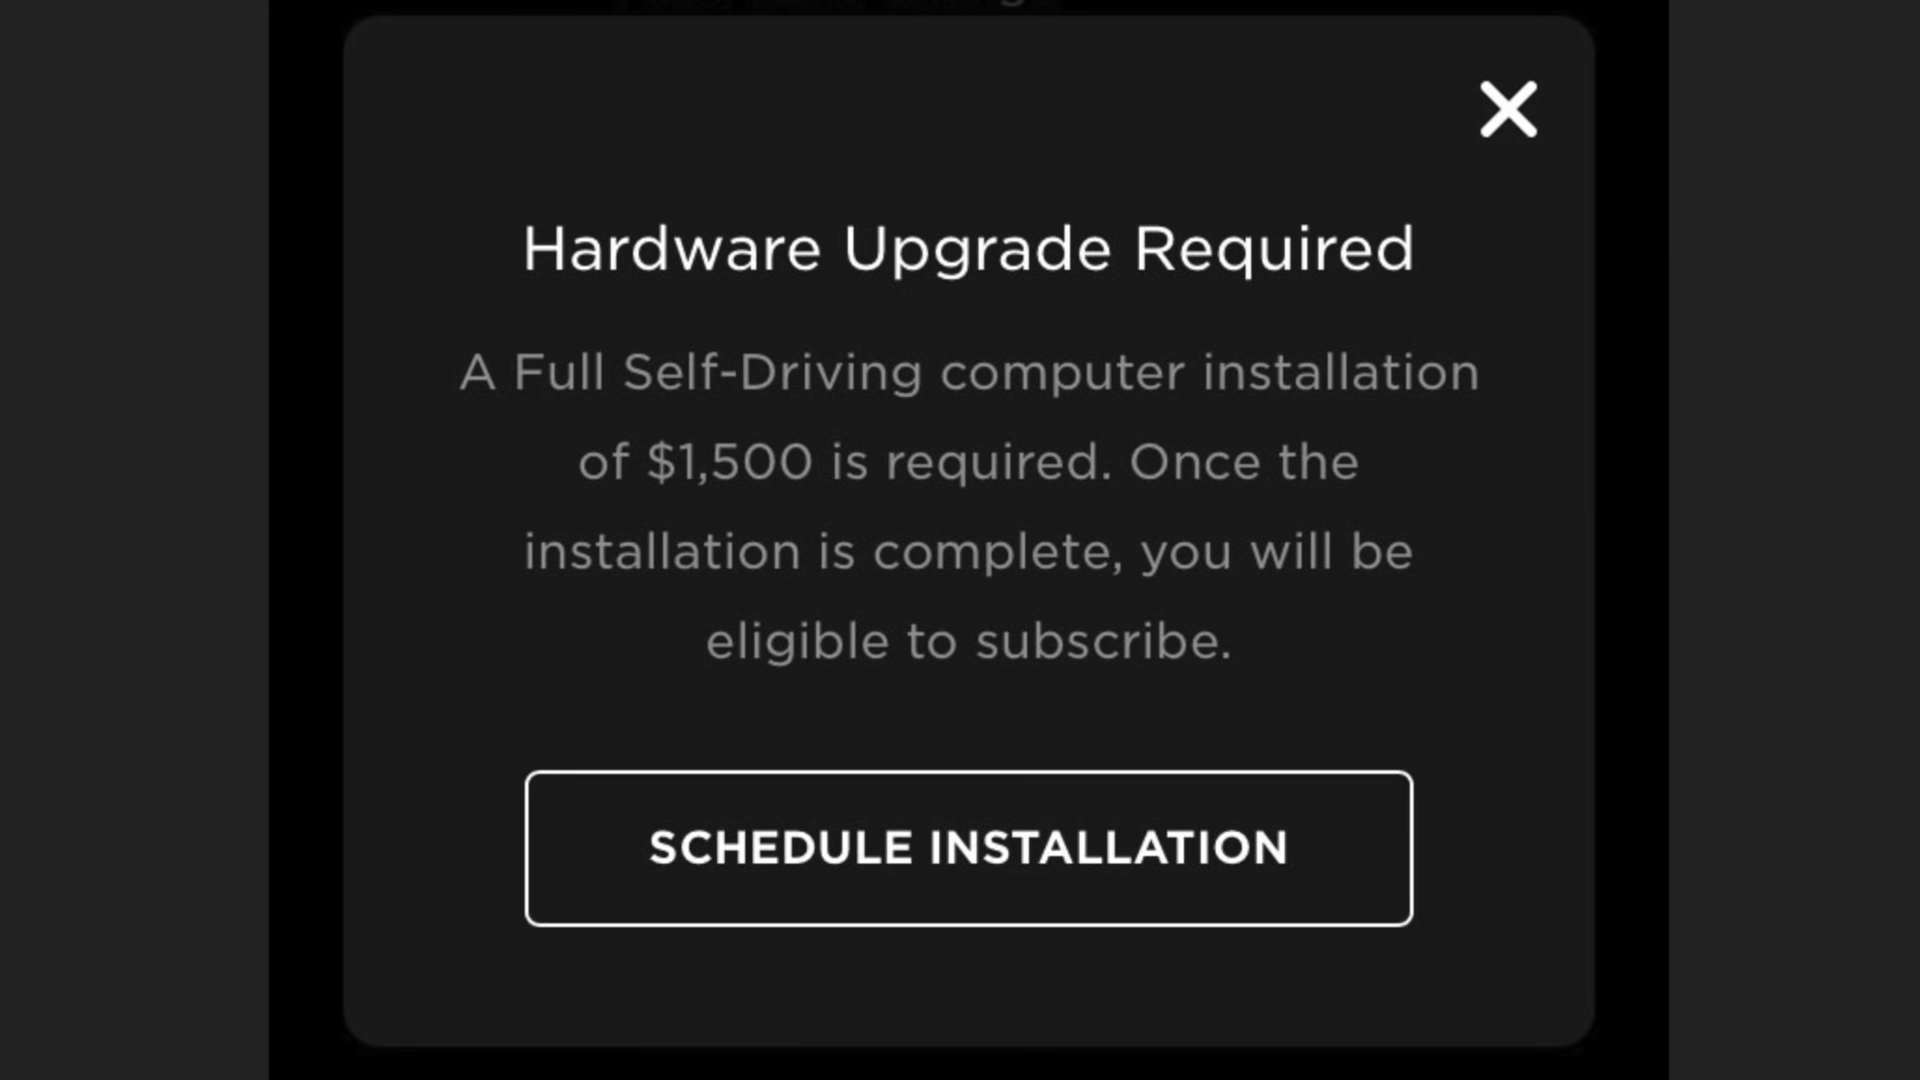 Hardware Upgrade Required
A Full Self-Driving computer installation
of $1,500 is required. Once the
installation is complete, you will be
eligible to subscribe.
SCHEDULE INSTALLATION